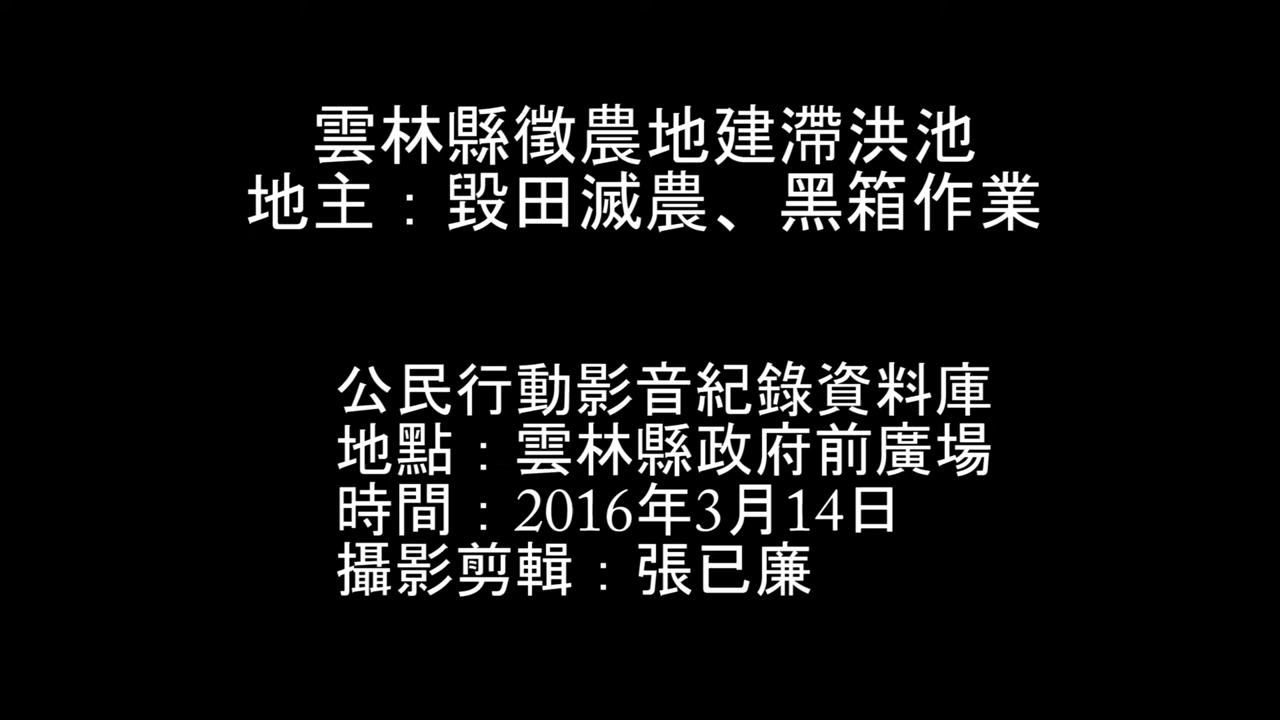 雲林縣徵農地建滯洪池
地主：毀田滅農、黑箱作業
公民行動影音紀錄資料庫
地點：雲林縣政府前廣場
時間：2016年3月14日
攝影剪輯：張已廉